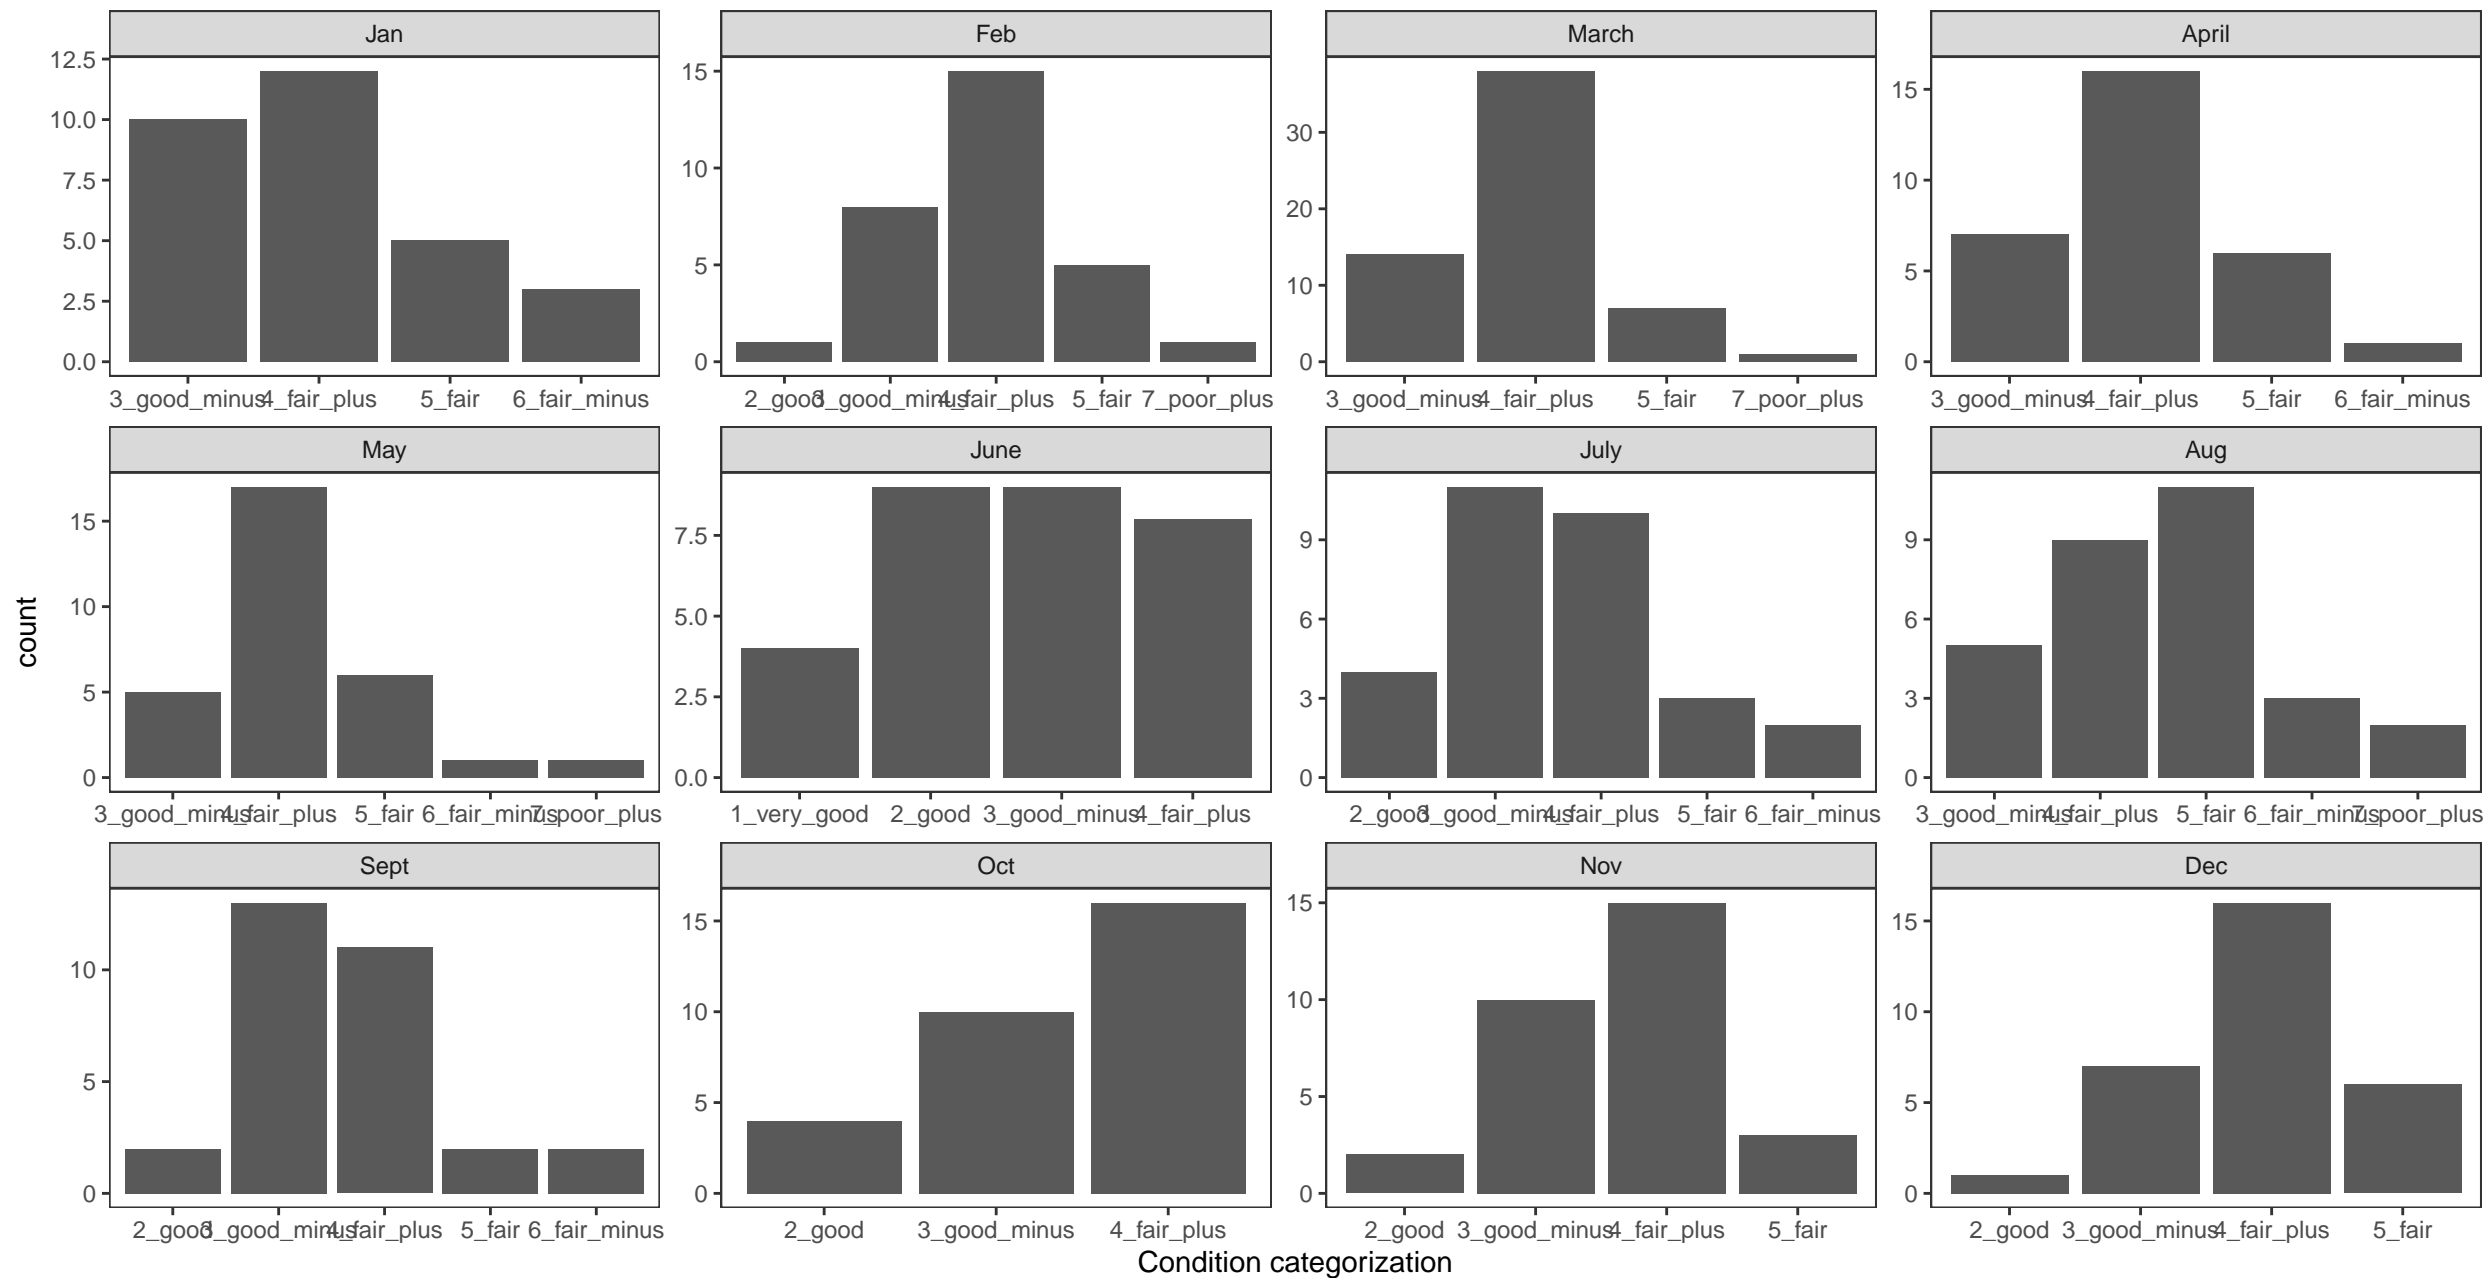 Jan
12.5
10.0
7.5
5.0
2.5
0.0
3_good_minus 4_fair_plus 5_fair 6_fair_minus
Feb
15
10
5
0
2_good 3_good_minus 4_fair_plus 5_fair 7_poor_plus
March
30
20
10
0
3_good_minus 4_fair_plus 5_fair 7_poor_plus
April
15
10
5
0
3_good_minus 4_fair_plus 5_fair 6_fair_minus
count
May
15
10
5
0
3_good_minus 4_fair_plus 5_fair 6_fair_minus 7_poor_plus
June
7.5
5.0
2.5
0.0
1_very_good 2_good 3_good_minus 4_fair_plus
July
9
6
3
0
2_good 3_good_minus 4_fair_plus 5_fair 6_fair_minus
Aug
9
6
3
0
3_good_minus 4_fair_plus 5_fair 6_fair_minus 7_poor_plus
Sept
10
5
0
2_good 3_good_minus 4_fair_plus 5_fair 6_fair_minus
Oct
15
10
5
0
2_good 3_good_minus 4_fair_plus
Nov
15
10
5
0
2_good 3_good_minus 4_fair_plus 5_fair
Dec
15
10
5
0
2_good 3_good_minus 4_fair_plus 5_fair
Condition categorization